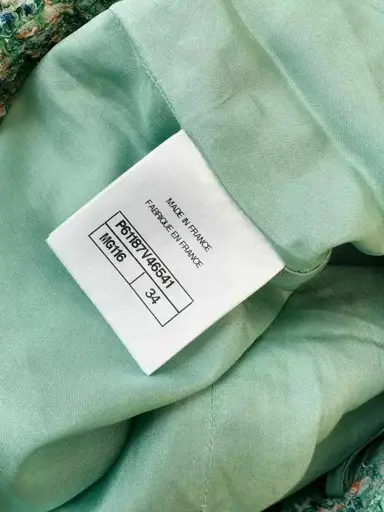 MADE IN FRANCE
FABRIQUE EN FRANCE
P61187V46541
MG116 34